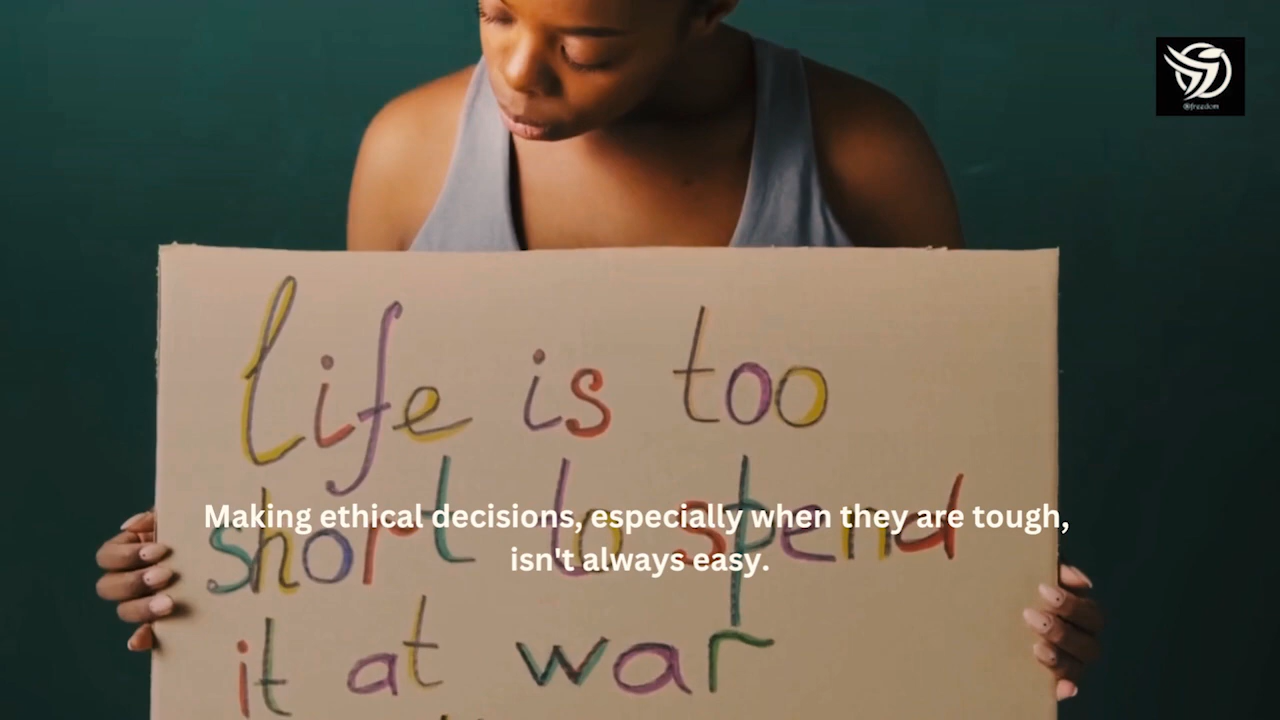 @freedom
Life is too
short to spend
it at war
Making ethical decisions, especially when they are tough,
isn't always easy.